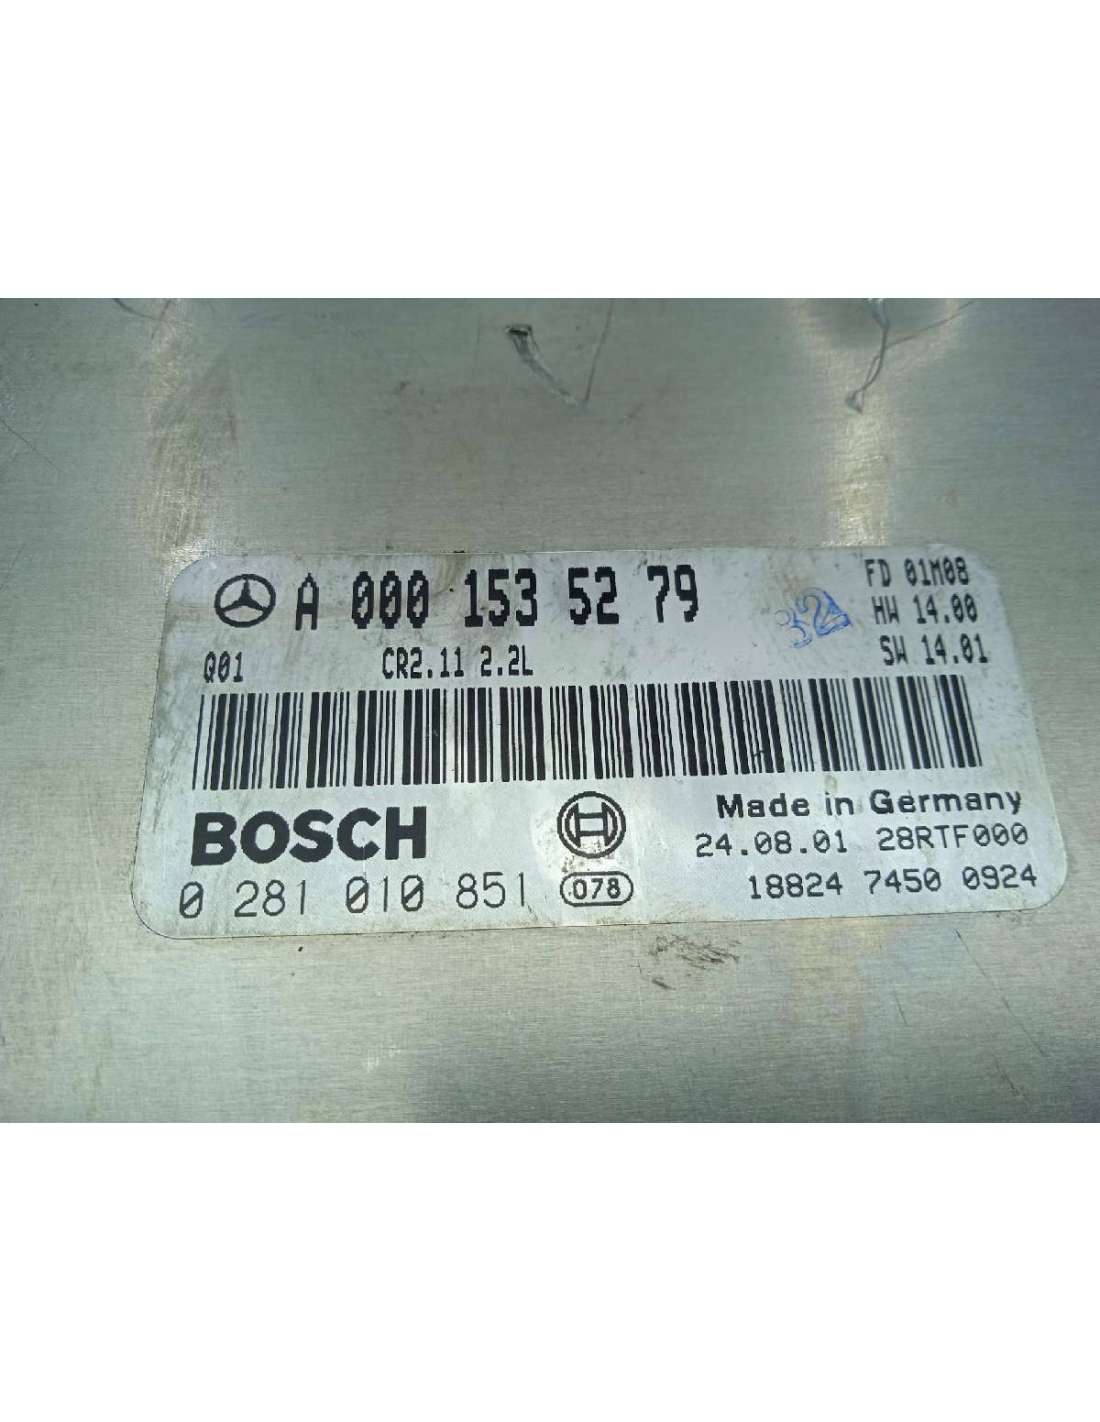 A 000 153 52 79
FD 01M08
HW 14.00
SW 14.01
Q01 CR2.11 2.2L
BOSCH
Made in Germany
24.08.01 28RTF000
0 281 010 851 078
18824 7450 0924